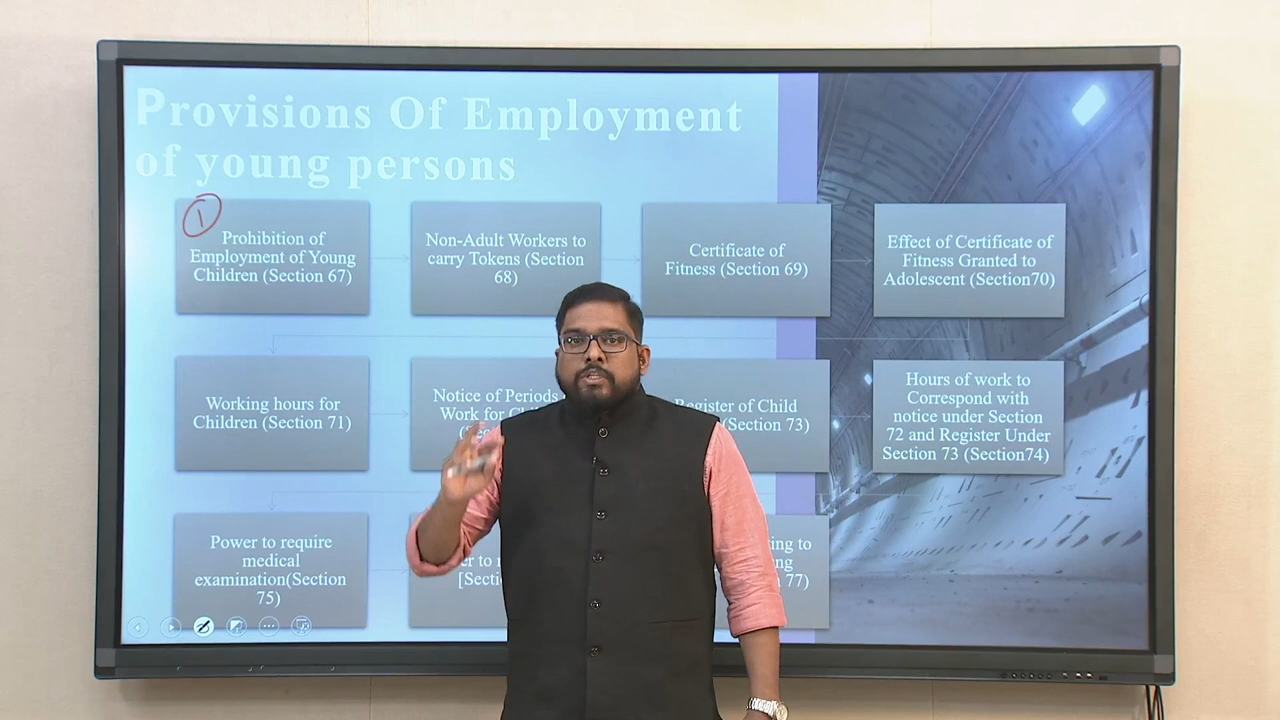 Provisions Of Employment
of young persons
1
Prohibition of
Employment of Young
Children (Section 67)
Non-Adult Workers to
carry Tokens (Section
68)
Certificate of
Fitness (Section 69)
Effect of Certificate of
Fitness Granted to
Adolescent (Section70)
Working hours for
Children (Section 71)
Notice of Periods
Work for
Register of Child
(Section 73)
Hours of work to
Correspond with
notice under Section
72 and Register Under
Section 73 (Section74)
Power to require
medical
examination(Section
75)
to
77)